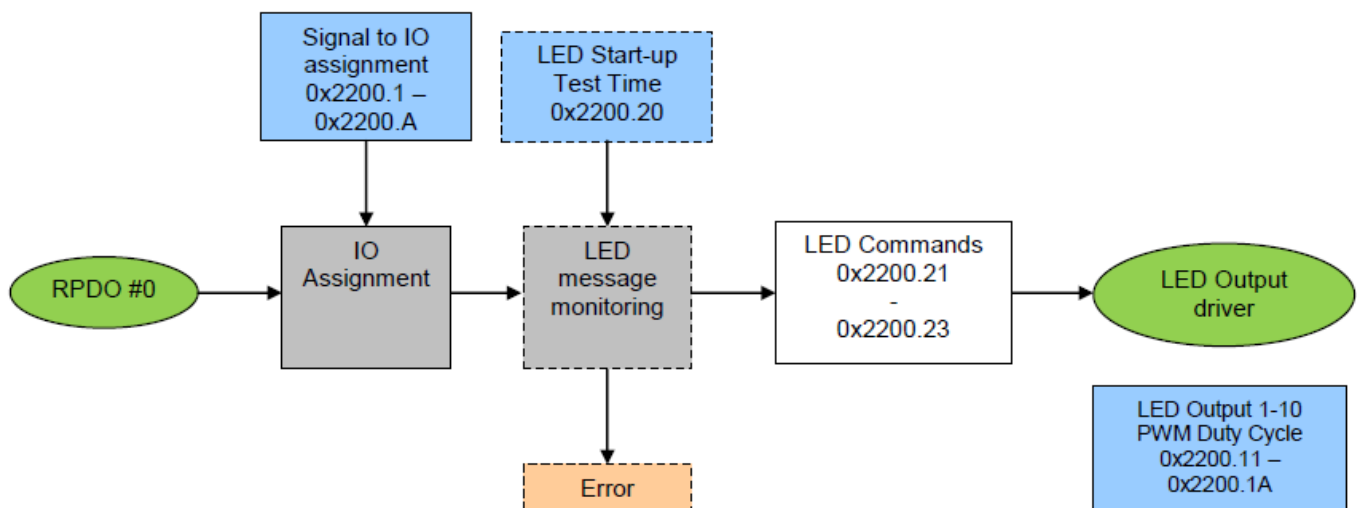 Signal to IO
assignment
0x2200.1 –
0x2200.A
LED Start-up
Test Time
0x2200.20
RPDO #0
IO
Assignment
LED
message
monitoring
LED Commands
0x2200.21
-
0x2200.23
LED Output
driver
Error
LED Output 1-10
PWM Duty Cycle
0x2200.11 –
0x2200.1A